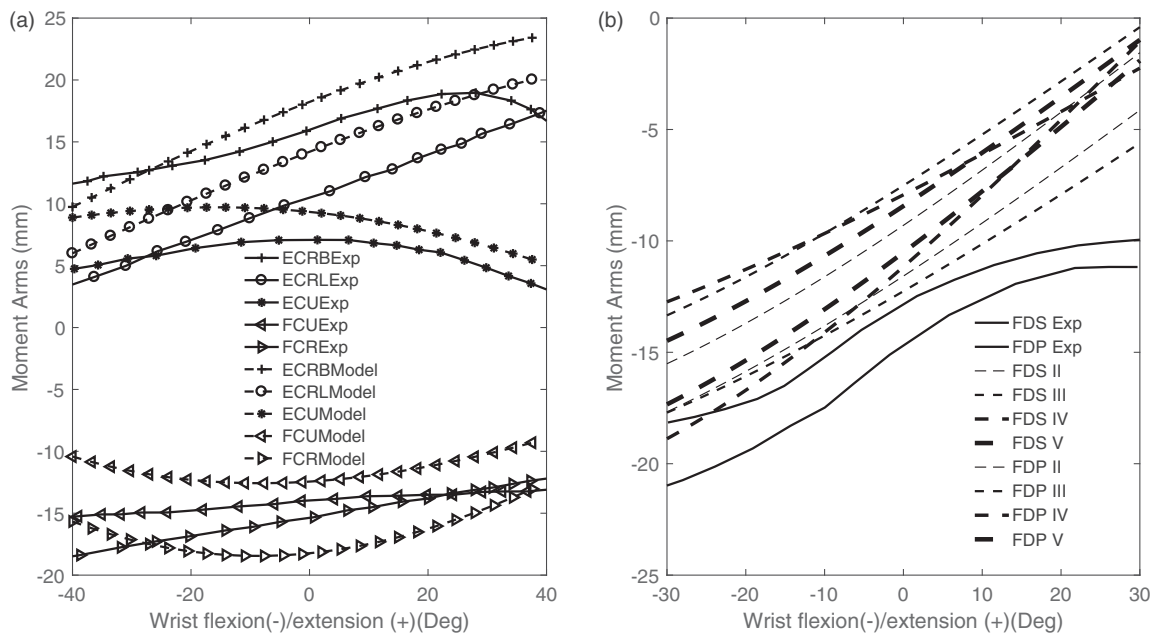 (a)
25
20
15
10
5
0
-5
-10
-15
-20
Moment Arms (mm)
ECRBExp
ECRLExp
ECUExp
FCUExp
FCRExp
ECRBModel
ECRLModel
ECUModel
FCUModel
FCRModel
-40 -20 0 20 40
Wrist flexion(-)/extension (+)(Deg)
(b)
0
-5
-10
-15
-20
-25
Moment Arms (mm)
FDS Exp
FDP Exp
FDS II
FDS III
FDS IV
FDS V
FDP II
FDP III
FDP IV
FDP V
-30 -20 -10 0 10 20 30
Wrist flexion(-)/extension (+)(Deg)